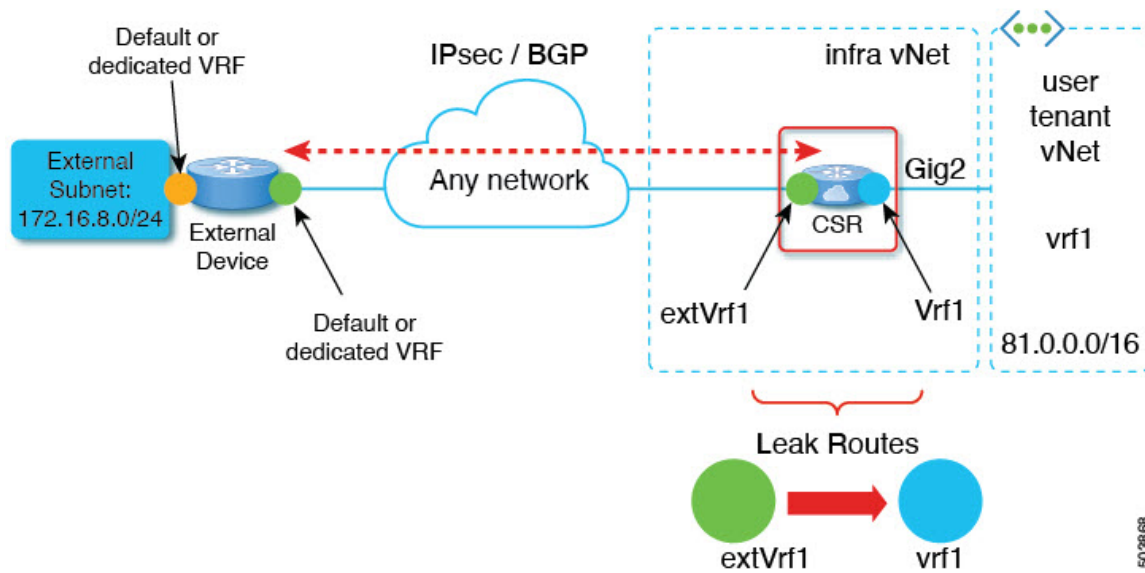 Default or
dedicated VRF
External
Subnet:
172.16.8.0/24
External
Device
Default or
dedicated VRF
IPsec / BGP
Any network
infra vNet
Gig2
CSR
extVrf1
Vrf1
user
tenant
vNet
vrf1
81.0.0.0/16
Leak Routes
extVrf1
vrf1
503868